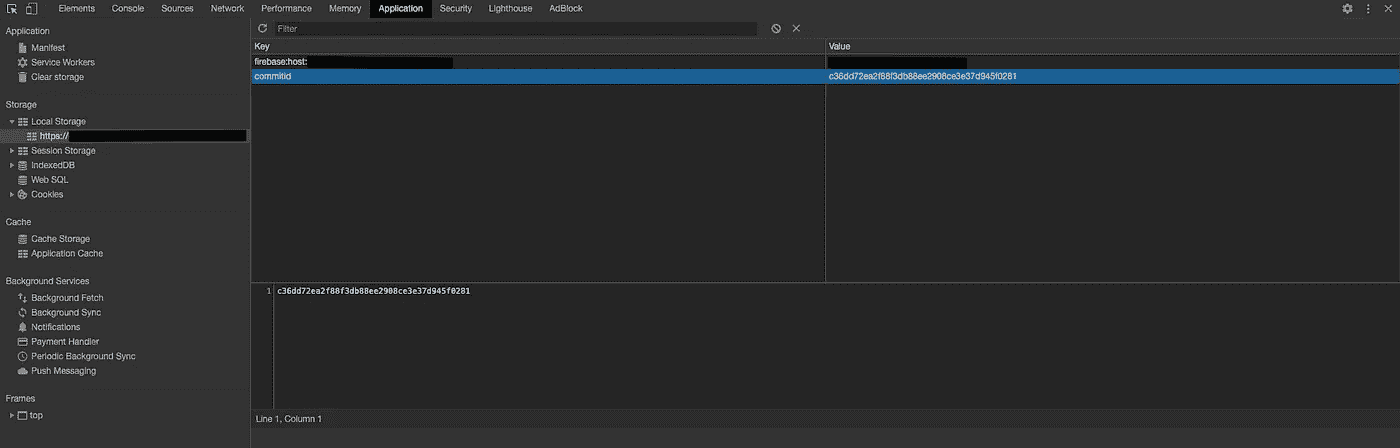 Elements Console Sources Network Performance Memory Application Security Lighthouse AdBlock
Application
Manifest
Service Workers
Clear storage
Storage
Local Storage
https://
Session Storage
IndexedDB
Web SQL
Cookies
Cache
Cache Storage
Application Cache
Background Services
Background Fetch
Background Sync
Notifications
Payment Handler
Periodic Background Sync
Push Messaging
Frames
top
Filter
Key Value
firebase:host:
commitid c36dd72ea2f88f3db88ee2908ce3e37d945f0281
1 c36dd72ea2f88f3db88ee2908ce3e37d945f0281
Line 1, Column 1